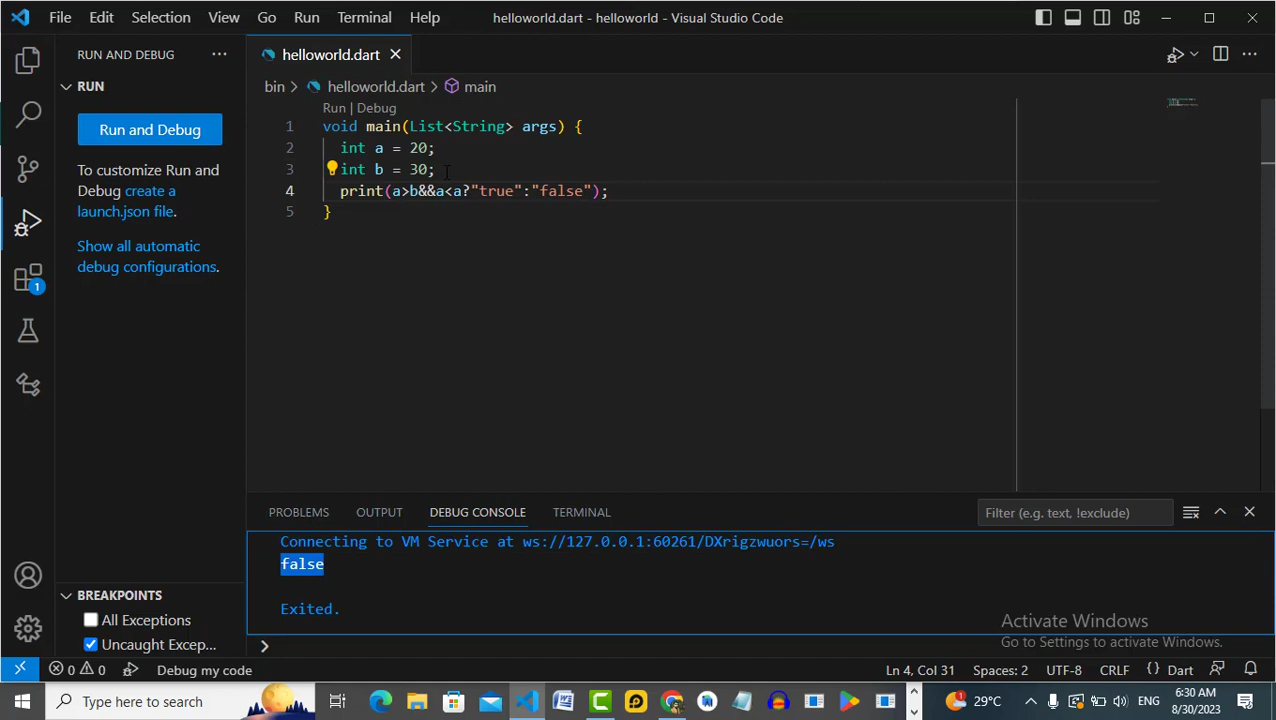 File Edit Selection View Go Run Terminal Help
helloworld.dart - helloworld - Visual Studio Code
RUN AND DEBUG
helloworld.dart
RUN
bin > helloworld.dart > main
Run | Debug
Run and Debug
To customize Run and
Debug create a
launch.json file.
Show all automatic
debug configurations.
1 void main(List<String> args) {
2 int a = 20;
3 int b = 30;
4 print(a>b&&a<a?"true":"false");
5 }
1
PROBLEMS OUTPUT DEBUG CONSOLE TERMINAL
Filter (e.g. text, !exclude)
Connecting to VM Service at ws://127.0.0.1:60261/DXrigzwuors=/ws
false
Exited.
>
BREAKPOINTS
All Exceptions
Uncaught Excep...
Activate Windows
Go to Settings to activate Windows.
0 0 Debug my code
Ln 4, Col 31 Spaces: 2 UTF-8 CRLF {} Dart
Type here to search
1 29°C ENG
6:30 AM
8/30/2023